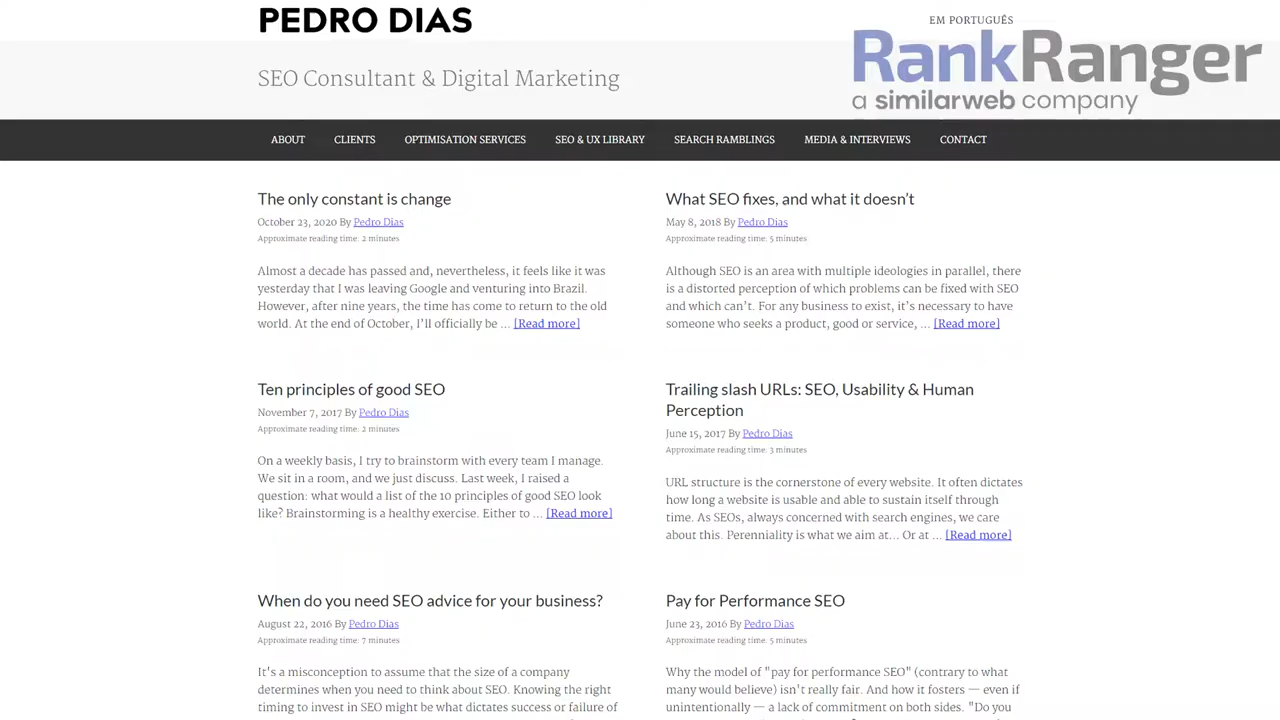 PEDRO DIAS
EM PORTUGUÊS
RankRanger
a similarweb company
SEO Consultant & Digital Marketing
ABOUT CLIENTS OPTIMISATION SERVICES SEO & UX LIBRARY SEARCH RAMBLINGS MEDIA & INTERVIEWS CONTACT
The only constant is change
October 23, 2020 By Pedro Dias
Approximate reading time: 2 minutes
Almost a decade has passed and, nevertheless, it feels like it was
yesterday that I was leaving Google and venturing into Brazil.
However, after nine years, the time has come to return to the old
world. At the end of October, I’ll officially be ... [Read more]
What SEO fixes, and what it doesn’t
May 8, 2018 By Pedro Dias
Approximate reading time: 5 minutes
Although SEO is an area with multiple ideologies in parallel, there
is a distorted perception of which problems can be fixed with SEO
and which can’t. For any business to exist, it’s necessary to have
someone who seeks a product, good or service, ... [Read more]
Ten principles of good SEO
November 7, 2017 By Pedro Dias
Approximate reading time: 2 minutes
On a weekly basis, I try to brainstorm with every team I manage.
We sit in a room, and we just discuss. Last week, I raised a
question: what would a list of the 10 principles of good SEO look
like? Brainstorming is a healthy exercise. Either to ... [Read more]
Trailing slash URLs: SEO, Usability & Human
Perception
June 15, 2017 By Pedro Dias
Approximate reading time: 3 minutes
URL structure is the cornerstone of every website. It often dictates
how long a website is usable and able to sustain itself through
time. As SEOs, always concerned with search engines, we care
about this. Perenniality is what we aim at... Or at ... [Read more]
When do you need SEO advice for your business?
August 22, 2016 By Pedro Dias
Approximate reading time: 7 minutes
It's a misconception to assume that the size of a company
determines when you need to think about SEO. Knowing the right
timing to invest in SEO might be what dictates success or failure of
Pay for Performance SEO
June 23, 2016 By Pedro Dias
Approximate reading time: 5 minutes
Why the model of "pay for performance SEO" (contrary to what
many would believe) isn't really fair. And how it fosters — even if
unintentionally — a lack of commitment on both sides. "Do you